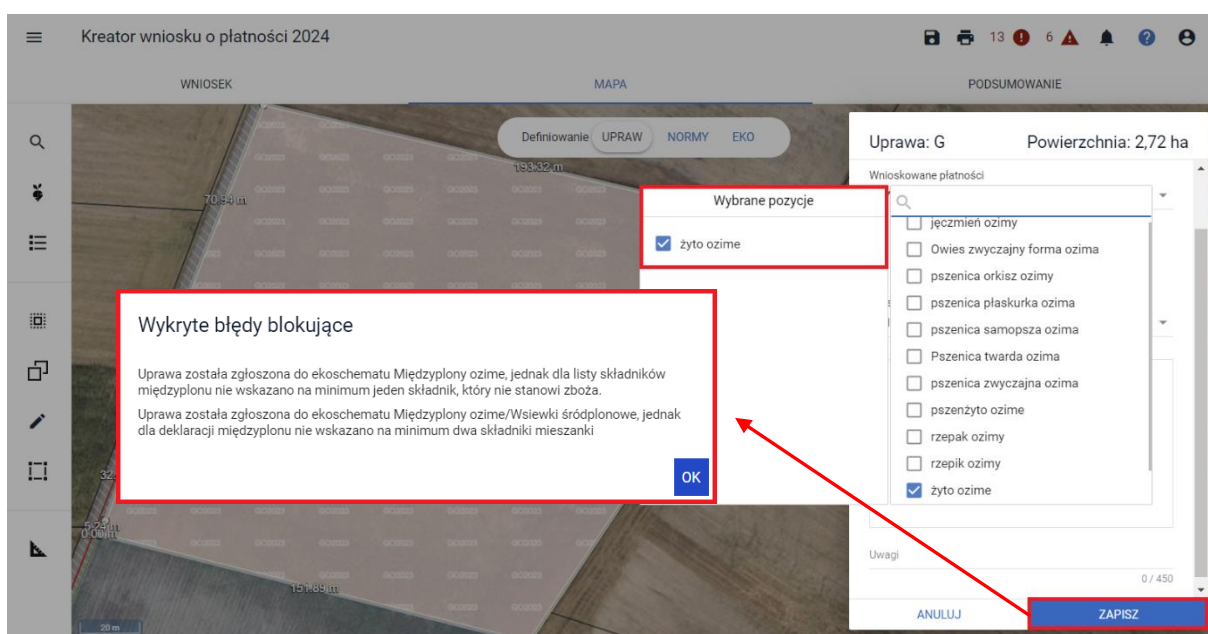 Kreator wniosku o płatności 2024
13 6
WNIOSEK MAPA PODSUMOWANIE
Definiowanie UPRAW NORMY EKO
193.32 m
70.94 m
151.89 m
0.00 m
20 m
Uprawa: G Powierzchnia: 2,72 ha
Wnioskowane płatności
Wybrane pozycje
żyto ozime
jęczmień ozimy
Owies zwyczajny forma ozima
pszenica orkisz ozimy
pszenica płaskurka ozima
pszenica samopsza ozima
Pszenica twarda ozima
pszenica zwyczajna ozima
pszenżyto ozime
rzepak ozimy
rzepik ozimy
żyto ozime
Wykryte błędy blokujące
Uprawa została zgłoszona do ekoschematu Międzyplony ozime, jednak dla listy składników
międzyplonu nie wskazano na minimum jeden składnik, który nie stanowi zboża.
Uprawa została zgłoszona do ekoschematu Międzyplony ozime/Wsiewki śródplonowe, jednak
dla deklaracji międzyplonu nie wskazano na minimum dwa składniki mieszanki
OK
Uwagi
0 / 450
ANULUJ ZAPISZ